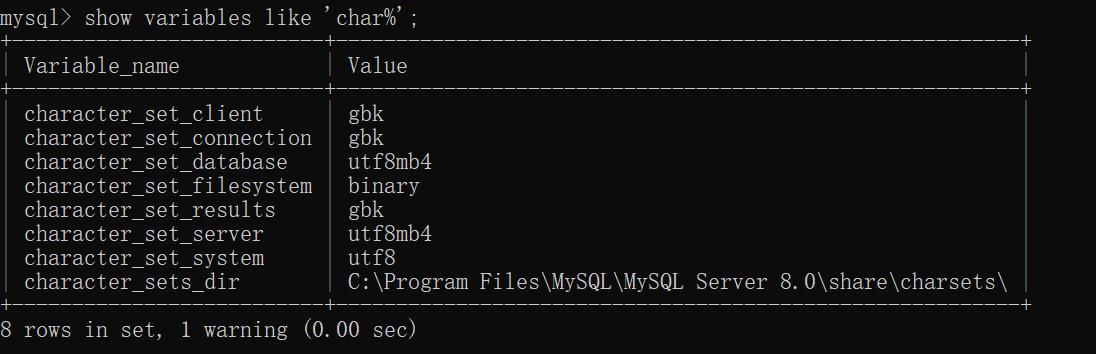 mysql> show variables like 'char%';
+--------------------------+---------------------------------------------------------+
| Variable_name            | Value                                                   |
+--------------------------+---------------------------------------------------------+
| character_set_client     | gbk                                                     |
| character_set_connection | gbk                                                     |
| character_set_database   | utf8mb4                                                 |
| character_set_filesystem | binary                                                  |
| character_set_results    | gbk                                                     |
| character_set_server     | utf8mb4                                                 |
| character_set_system     | utf8                                                    |
| character_sets_dir       | C:\Program Files\MySQL\MySQL Server 8.0\share\charsets\ |
+--------------------------+---------------------------------------------------------+
8 rows in set, 1 warning (0.00 sec)